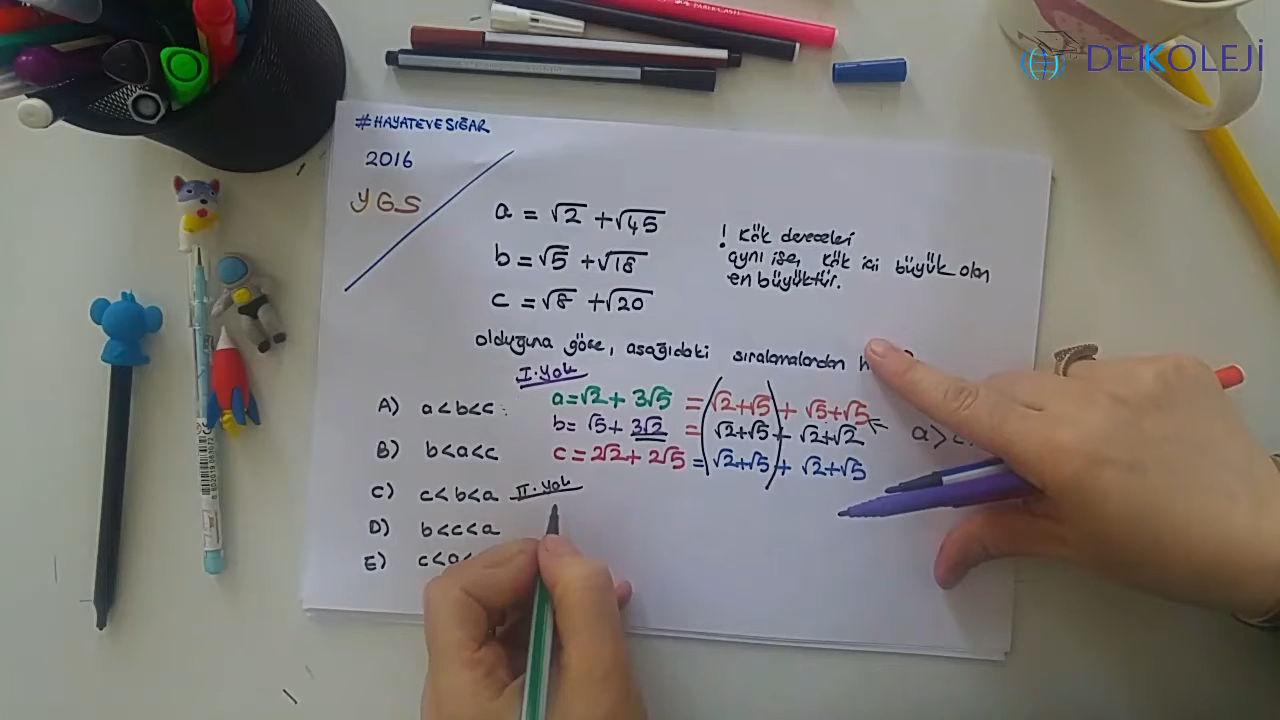 DEKOLEJİ
#HAYATEVESIĞAR
2016
YGS
a = √2 + √45
b = √5 + √18
c = √8 + √20
! Kök dereceleri
aynı ise, kök içi büyük olan
en büyüktür.
olduğuna göre, aşağıdaki sıralamalardan
I. yol
A) a<b<c
B) b<a<c
C) c<b<a
D) b<c<a
E) c<a<
a = √2 + 3√5 = (√2+√5) + √5+√5
b = √5 + 3√2 = √2+√5 + √2+√2
c = 2√2 + 2√5 = √2+√5 + √2+√5
a > c
II. yol